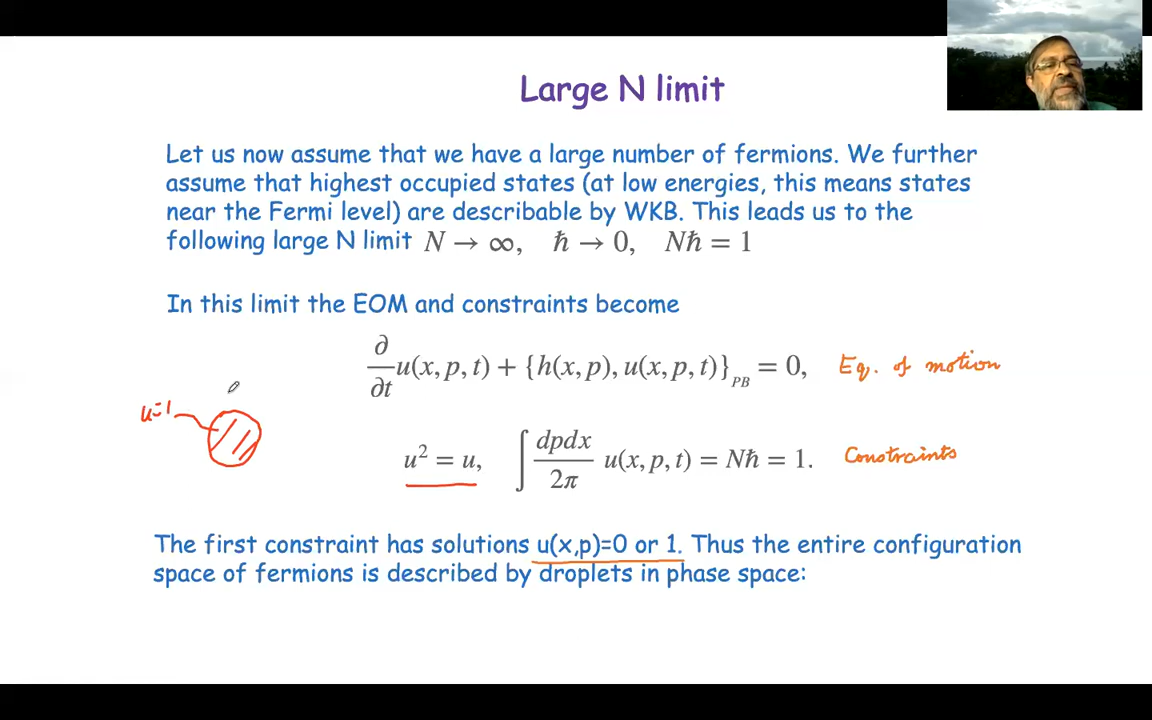 Large N limit
Let us now assume that we have a large number of fermions. We further
assume that highest occupied states (at low energies, this means states
near the Fermi level) are describable by WKB. This leads us to the
following large N limit N → ∞, ℏ → 0, Nℏ = 1
In this limit the EOM and constraints become
∂/∂t u(x, p, t) + {h(x, p), u(x, p, t)}_PB = 0, Eq. of motion
u=1
u² = u, ∫ dpdx/2π u(x, p, t) = Nℏ = 1. Constraints
The first constraint has solutions u(x,p)=0 or 1. Thus the entire configuration
space of fermions is described by droplets in phase space: